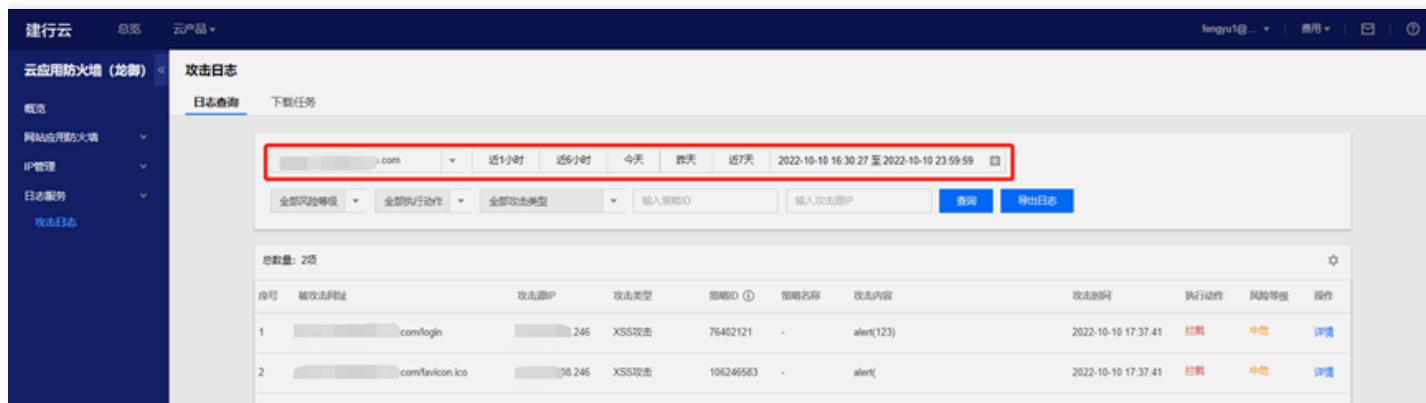 建行云 总览 云产品 fengyu1@... 费用
云应用防火墙（龙御） 攻击日志
日志查询 下载任务
概览
网站应用防火墙
IP管理
日志服务
攻击日志
.com 近1小时 近6小时 今天 昨天 近7天 2022-10-10 16:30:27 至 2022-10-10 23:59:59
全部风险等级 全部执行动作 全部攻击类型 输入策略ID 输入攻击源IP 查询 导出日志
总数量: 2项
序号 被攻击网址 攻击源IP 攻击类型 策略ID 策略名称 攻击内容 攻击时间 执行动作 风险等级 操作
1 .com/login .246 XSS攻击 76402121 - alert(123) 2022-10-10 17:37:41 拦截 中危 详情
2 com/favicon.ico 38.246 XSS攻击 106246583 - alert( 2022-10-10 17:37:41 拦截 中危 详情